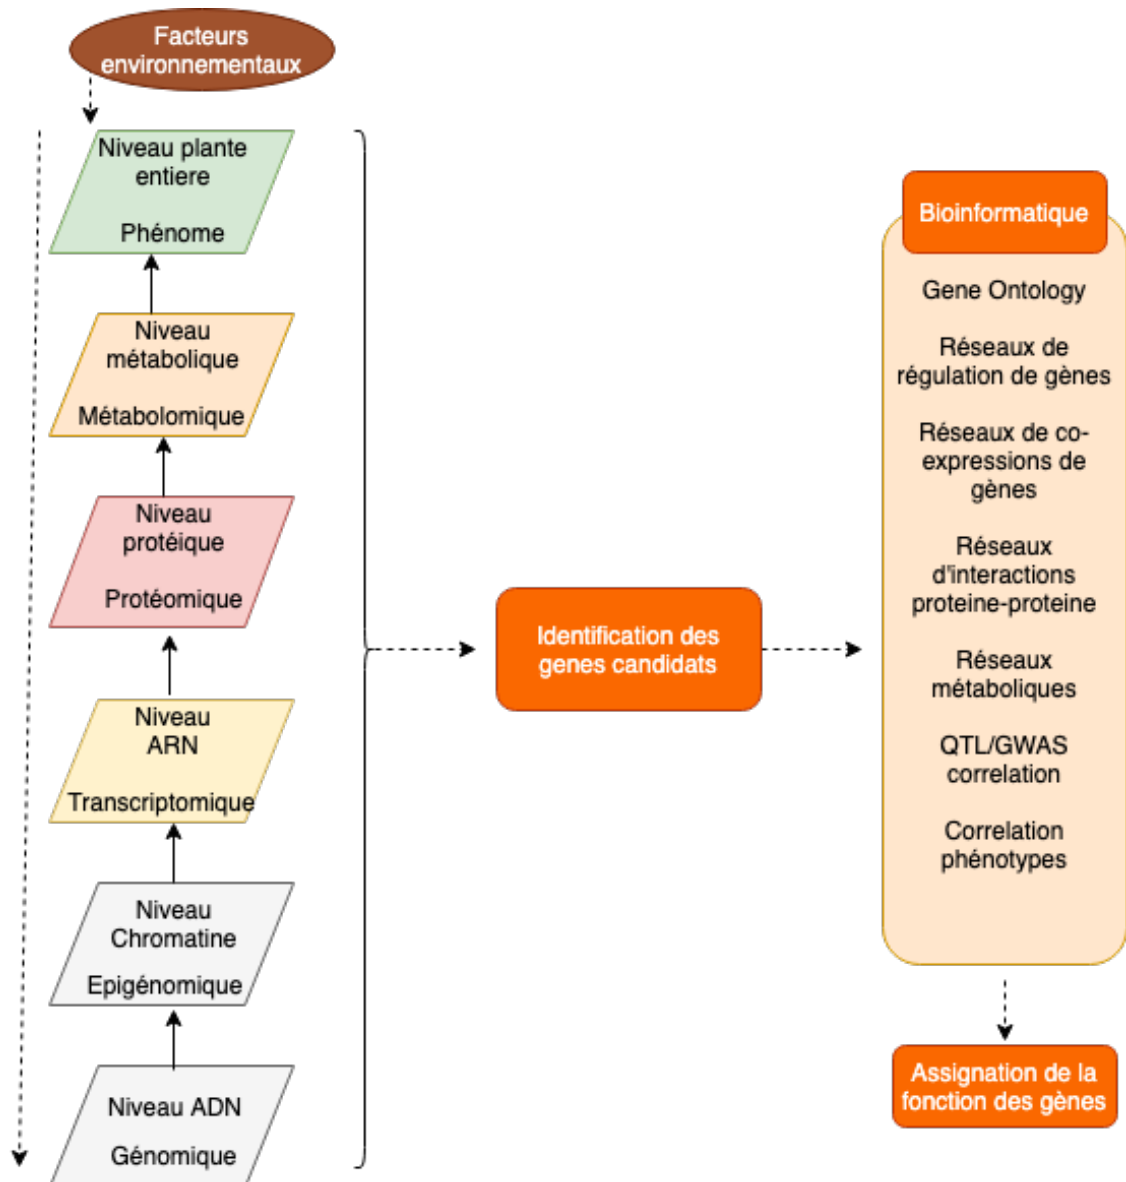 Facteurs
environnementaux
Niveau plante
entiere
Phénome
Niveau
métabolique
Métabolomique
Niveau
protéique
Protéomique
Niveau
ARN
Transcriptomique
Niveau
Chromatine
Epigénomique
Niveau ADN
Génomique
Identification des
genes candidats
Bioinformatique
Gene Ontology
Réseaux de
régulation de gènes
Réseaux de co-
expressions de
gènes
Réseaux
d'interactions
proteine-proteine
Réseaux
métaboliques
QTL/GWAS
correlation
Correlation
phénotypes
Assignation de la
fonction des gènes